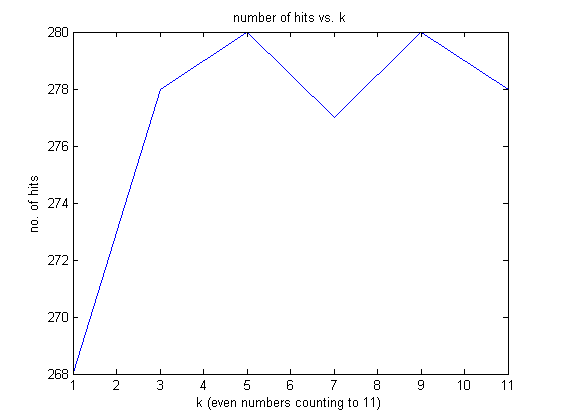 number of hits vs. k
280
278
276
274
272
270
268
no. of hits
1 2 3 4 5 6 7 8 9 10 11
k (even numbers counting to 11)